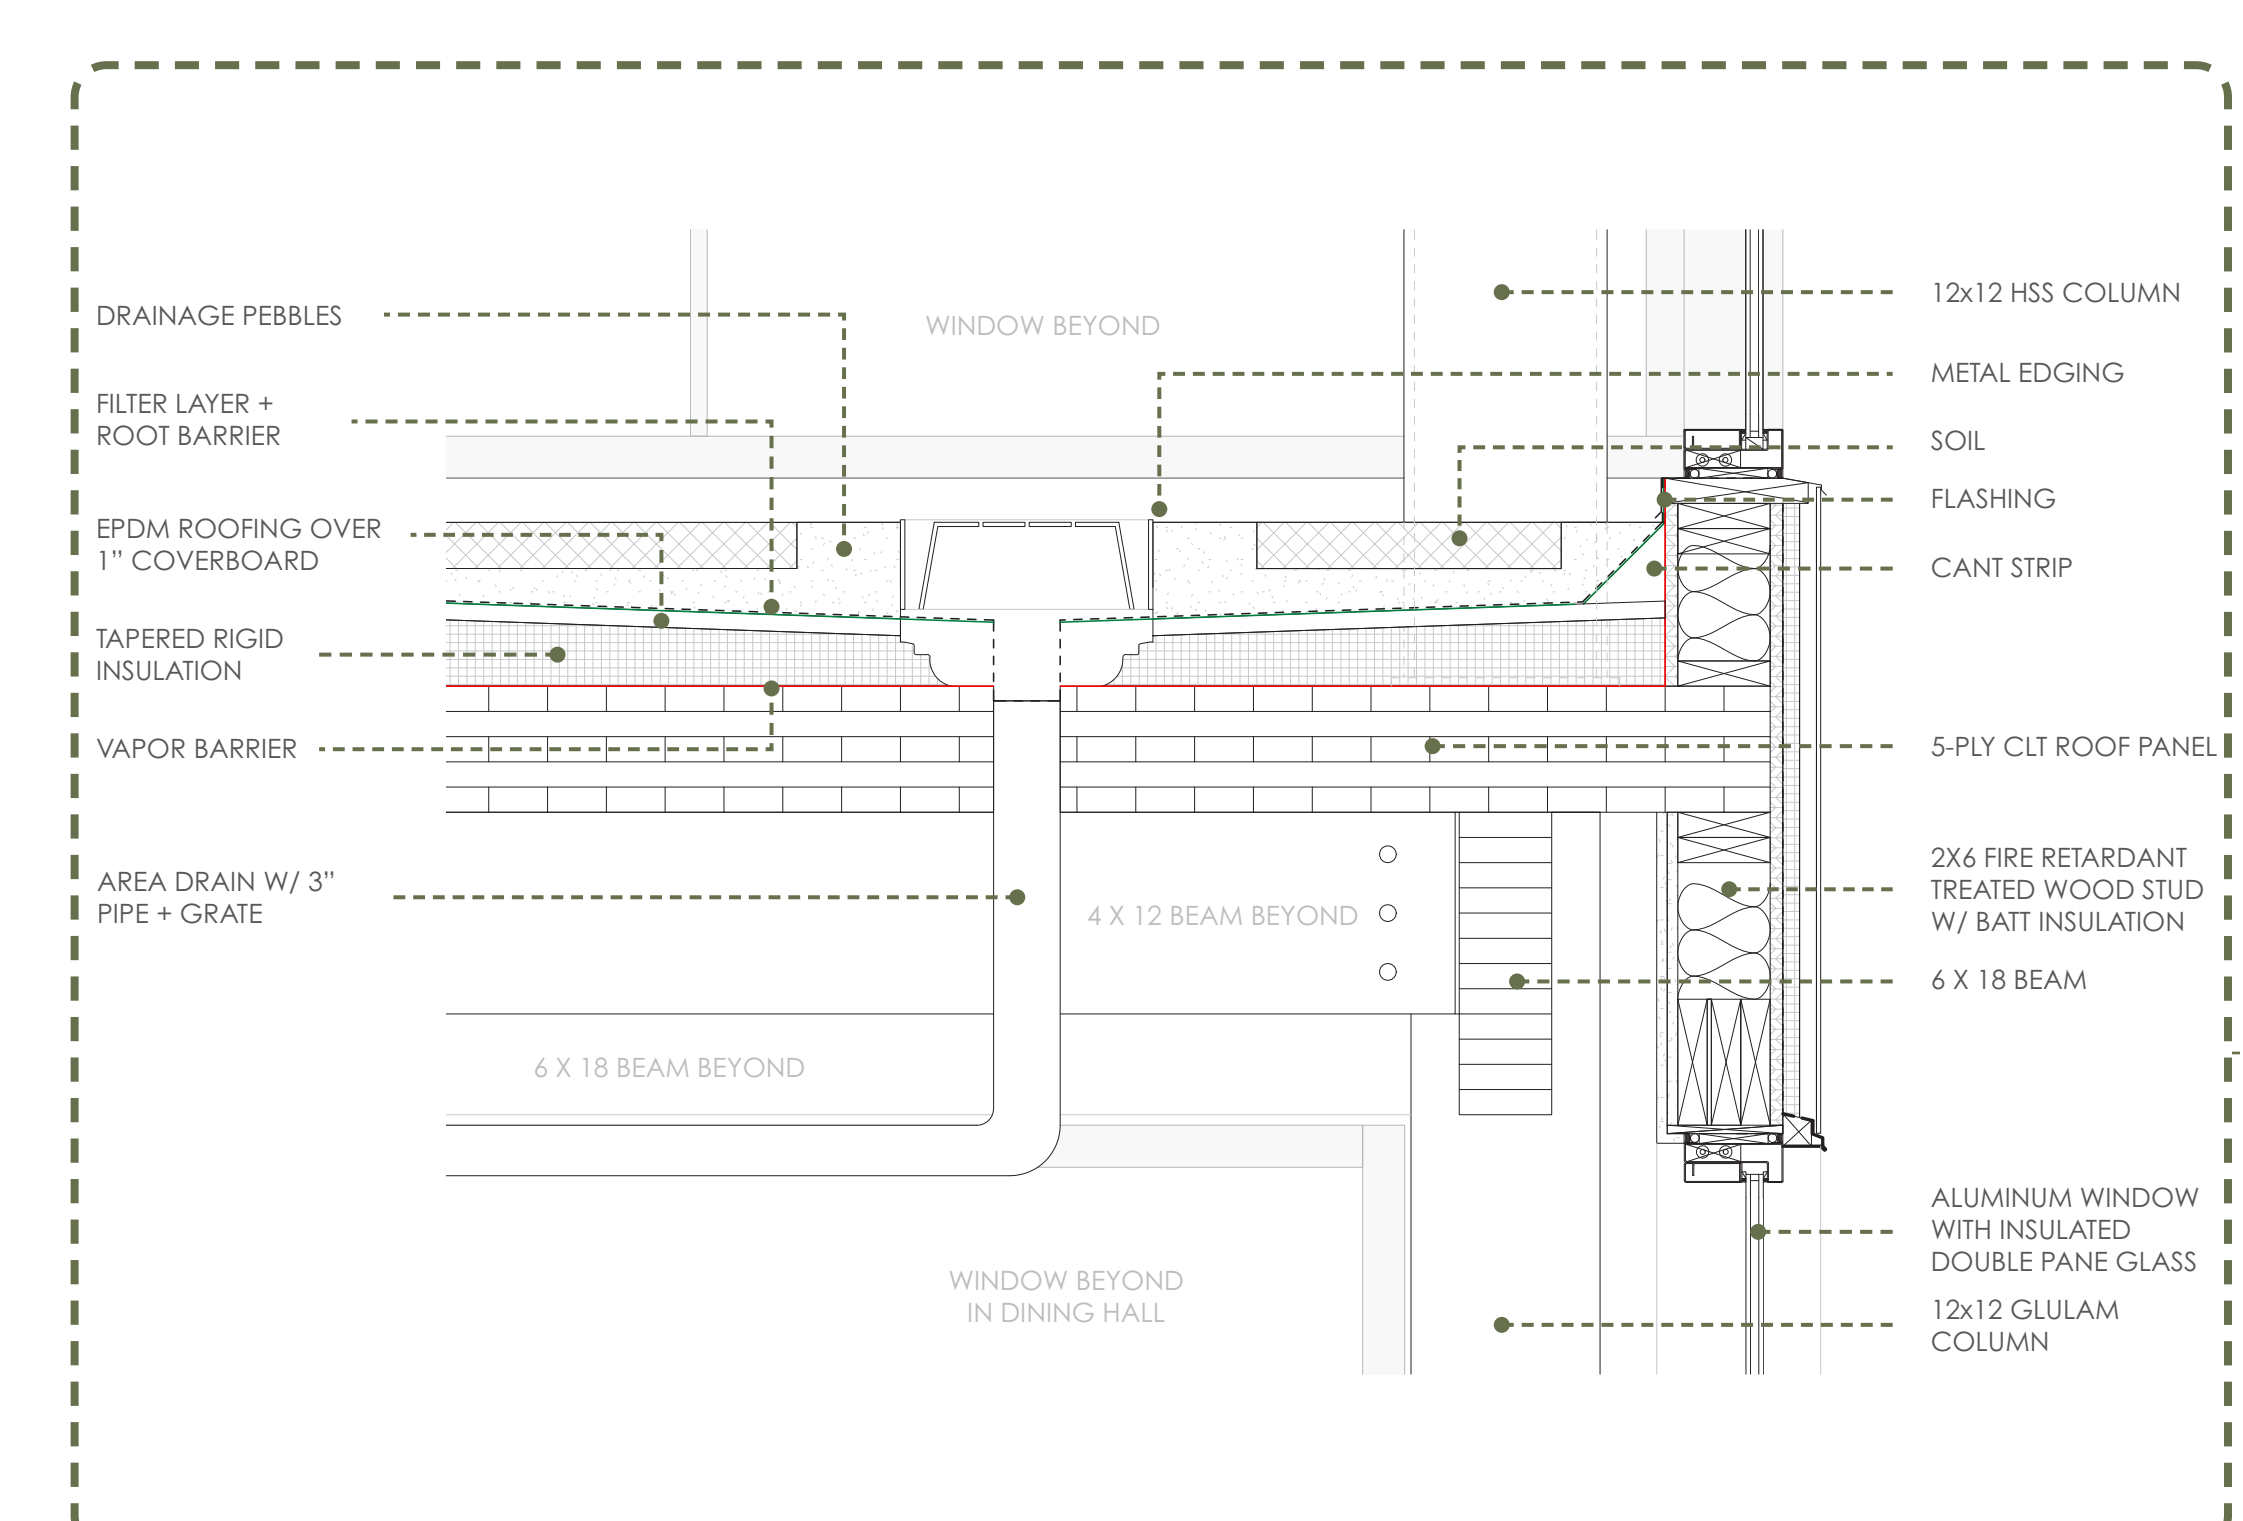 DRAINAGE PEBBLES
FILTER LAYER +
ROOT BARRIER
EPDM ROOFING OVER
1” COVERBOARD
TAPERED RIGID
INSULATION
VAPOR BARRIER
AREA DRAIN W/ 3”
PIPE + GRATE
WINDOW BEYOND
4 X 12 BEAM BEYOND
6 X 18 BEAM BEYOND
WINDOW BEYOND
IN DINING HALL
12x12 HSS COLUMN
METAL EDGING
SOIL
FLASHING
CANT STRIP
5-PLY CLT ROOF PANEL
2X6 FIRE RETARDANT
TREATED WOOD STUD
W/ BATT INSULATION
6 X 18 BEAM
ALUMINUM WINDOW
WITH INSULATED
DOUBLE PANE GLASS
12x12 GLULAM
COLUMN